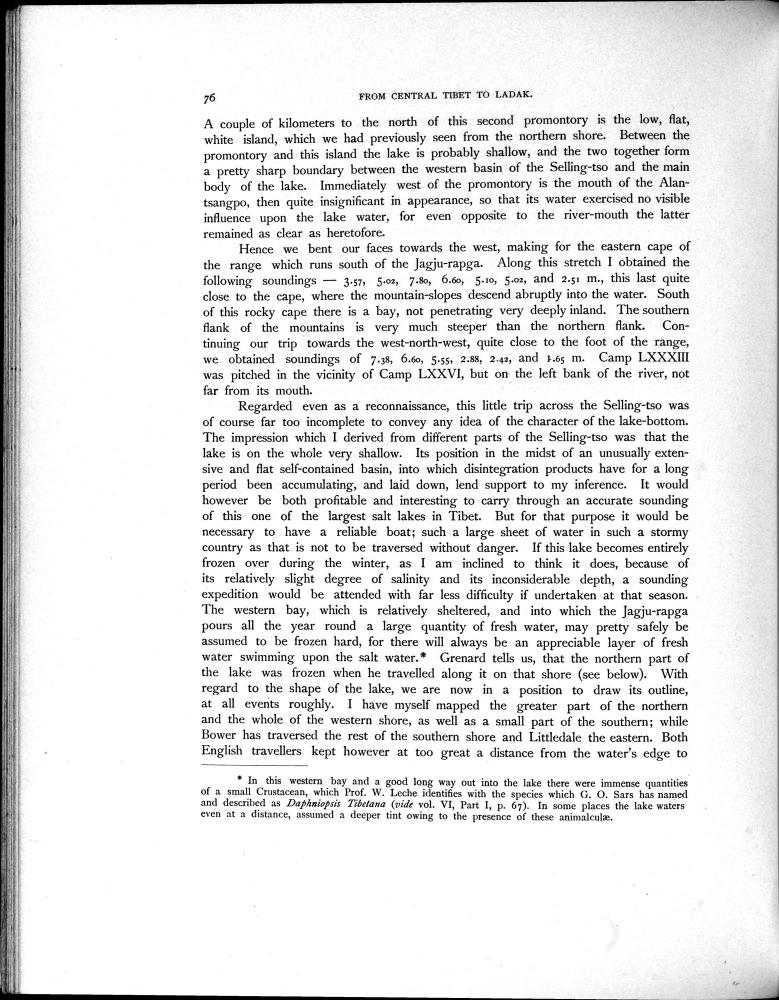 76
FROM CENTRAL TIBET TO LADAK.
A couple of kilometers to the north of this second promontory is the low, flat,
white island, which we had previously seen from the northern shore. Between the
promontory and this island the lake is probably shallow, and the two together form
a pretty sharp boundary between the western basin of the Selling-tso and the main
body of the lake. Immediately west of the promontory is the mouth of the Alan-
tsangpo, then quite insignificant in appearance, so that its water exercised no visible
influence upon the lake water, for even opposite to the river-mouth the latter
remained as clear as heretofore.
Hence we bent our faces towards the west, making for the eastern cape of
the range which runs south of the Jagju-rapga. Along this stretch I obtained the
following soundings — 3.57, 5.02, 7.80, 6.60, 5.10, 5.02, and 2.51 m., this last quite
close to the cape, where the mountain-slopes descend abruptly into the water. South
of this rocky cape there is a bay, not penetrating very deeply inland. The southern
flank of the mountains is very much steeper than the northern flank. Con-
tinuing our trip towards the west-north-west, quite close to the foot of the range,
we obtained soundings of 7.38, 6.60, 5.55, 2.88, 2.42, and 1.65 m. Camp LXXXIII
was pitched in the vicinity of Camp LXXVI, but on the left bank of the river, not
far from its mouth.
Regarded even as a reconnaissance, this little trip across the Selling-tso was
of course far too incomplete to convey any idea of the character of the lake-bottom.
The impression which I derived from different parts of the Selling-tso was that the
lake is on the whole very shallow. Its position in the midst of an unusually exten-
sive and flat self-contained basin, into which disintegration products have for a long
period been accumulating, and laid down, lend support to my inference. It would
however be both profitable and interesting to carry through an accurate sounding
of this one of the largest salt lakes in Tibet. But for that purpose it would be
necessary to have a reliable boat; such a large sheet of water in such a stormy
country as that is not to be traversed without danger. If this lake becomes entirely
frozen over during the winter, as I am inclined to think it does, because of
its relatively slight degree of salinity and its inconsiderable depth, a sounding
expedition would be attended with far less difficulty if undertaken at that season.
The western bay, which is relatively sheltered, and into which the Jagju-rapga
pours all the year round a large quantity of fresh water, may pretty safely be
assumed to be frozen hard, for there will always be an appreciable layer of fresh
water swimming upon the salt water.* Grenard tells us, that the northern part of
the lake was frozen when he travelled along it on that shore (see below). With
regard to the shape of the lake, we are now in a position to draw its outline,
at all events roughly. I have myself mapped the greater part of the northern
and the whole of the western shore, as well as a small part of the southern; while
Bower has traversed the rest of the southern shore and Littledale the eastern. Both
English travellers kept however at too great a distance from the water's edge to
* In this western bay and a good long way out into the lake there were immense quantities
of a small Crustacean, which Prof. W. Leche identifies with the species which G. O. Sars has named
and described as Daphniopsis Tibetana (vide vol. VI, Part I, p. 67). In some places the lake waters
even at a distance, assumed a deeper tint owing to the presence of these animalculæ.